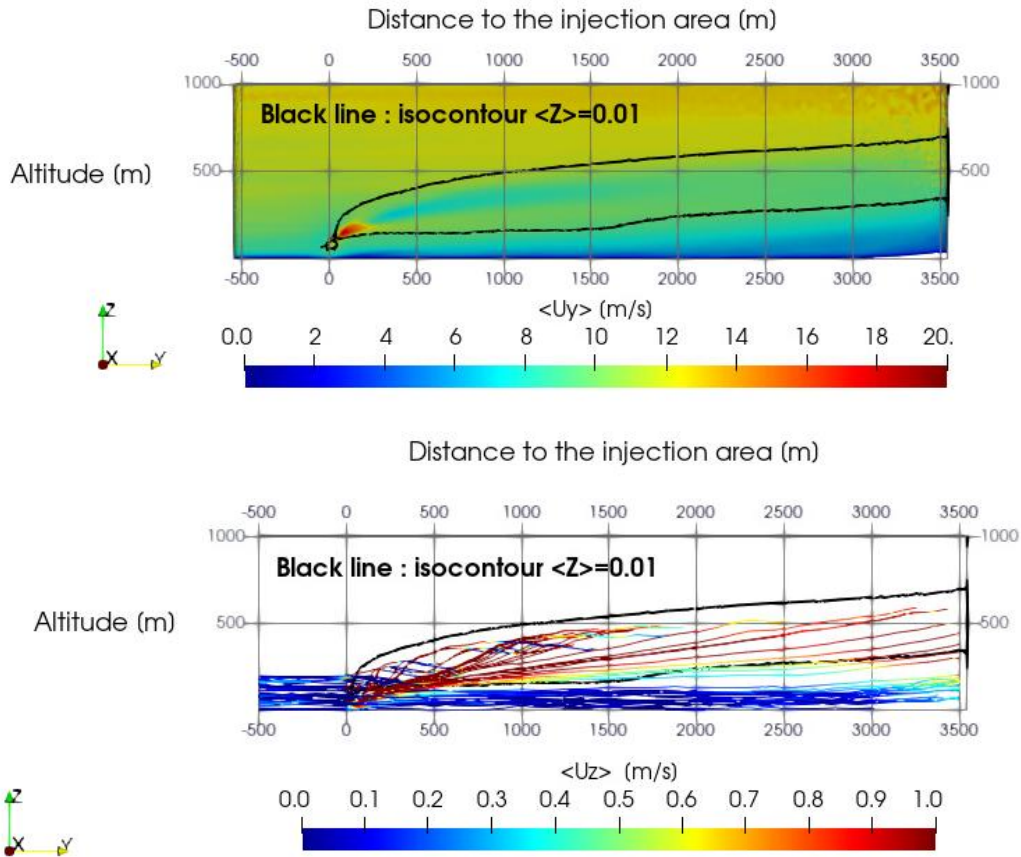 Distance to the injection area (m)
-500 0 500 1000 1500 2000 2500 3000 3500
1000 1000
Black line : isocontour <Z>=0.01
Altitude (m)
500 500
-500 0 500 1000 1500 2000 2500 3000 3500
<Uy> (m/s)
Z
X Y
0.0 2 4 6 8 10 12 14 16 18 20.
Distance to the injection area (m)
-500 0 500 1000 1500 2000 2500 3000 3500
1000 1000
Black line : isocontour <Z>=0.01
Altitude (m)
500 500
-500 0 500 1000 1500 2000 2500 3000 3500
<Uz> (m/s)
Z
X Y
0.0 0.1 0.2 0.3 0.4 0.5 0.6 0.7 0.8 0.9 1.0